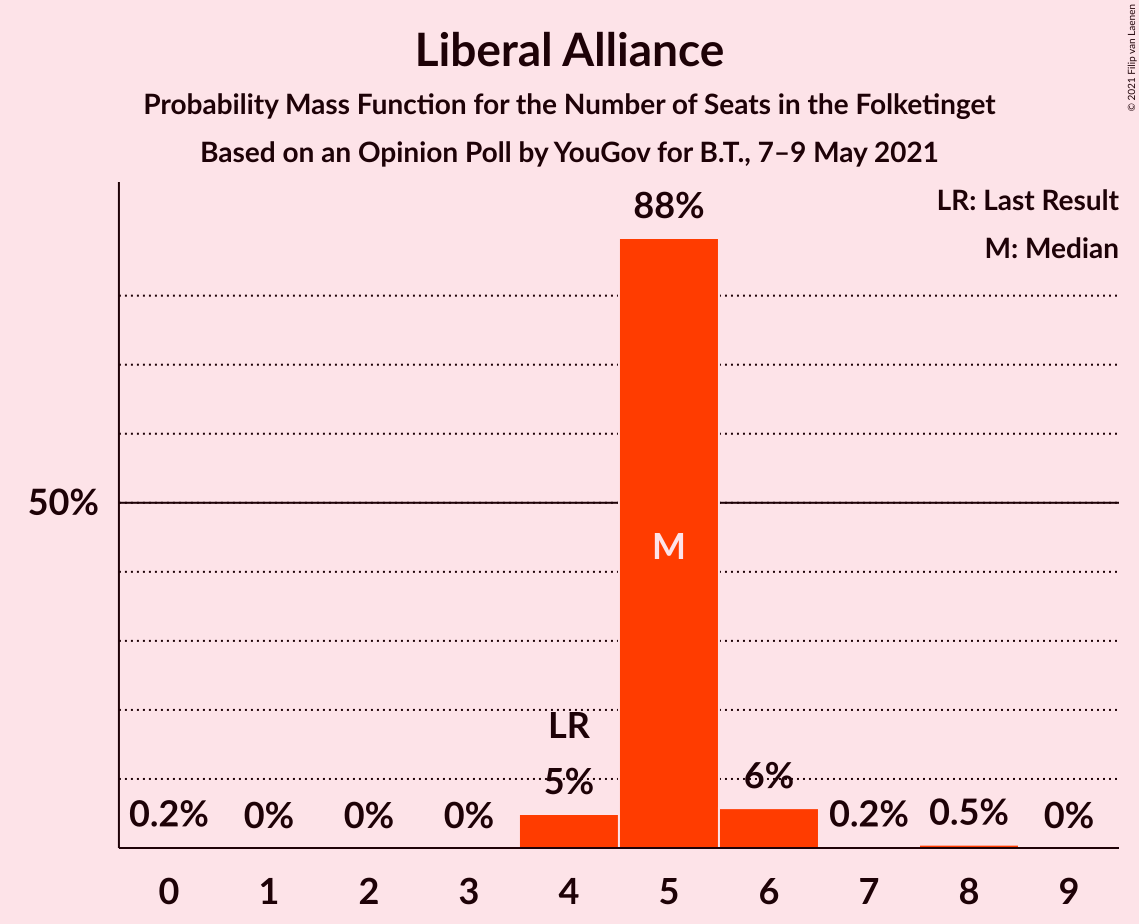 Liberal Alliance
Probability Mass Function for the Number of Seats in the Folketinget
Based on an Opinion Poll by YouGov for B.T., 7–9 May 2021
© 2021 Filip van Laenen
LR: Last Result
M: Median
88%
50%
M
LR
5%
6%
0.2%
0%
0%
0%
0.2%
0.5%
0%
0 1 2 3 4 5 6 7 8 9